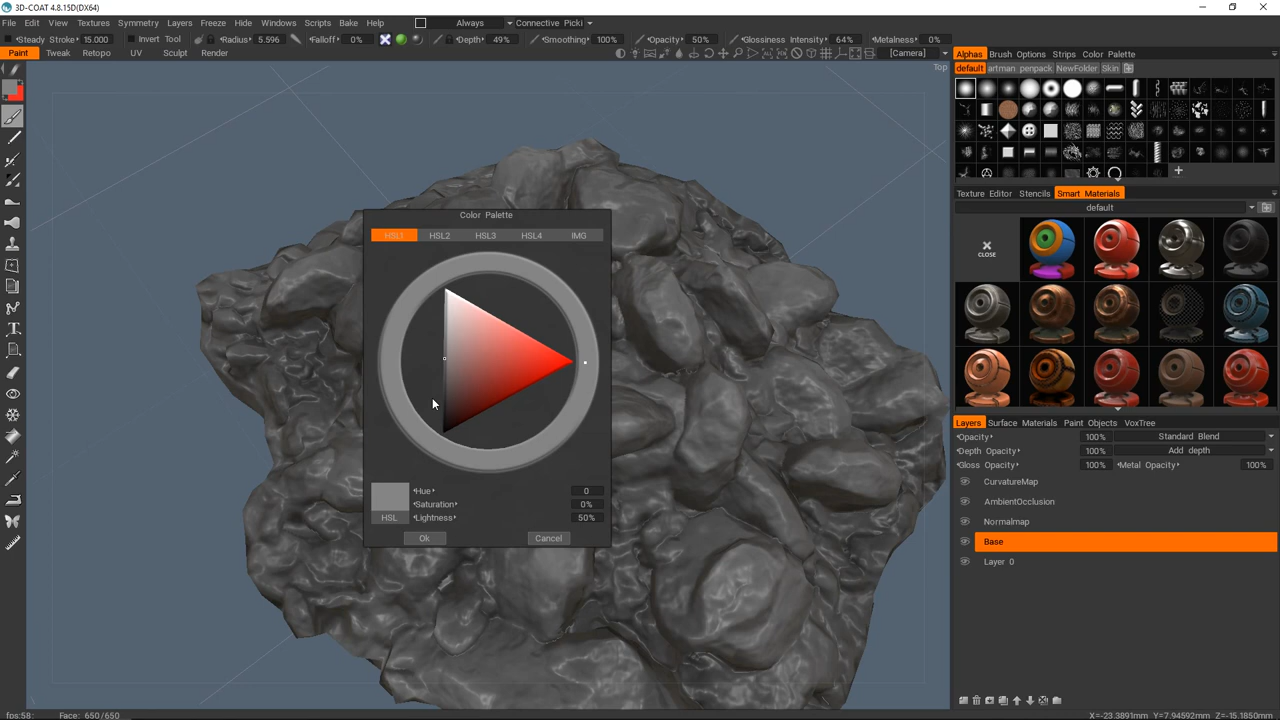 3D-COAT 4.8.15D(DX64)
File Edit View Textures Symmetry Layers Freeze Hide Windows Scripts Bake Help Always Connective Picki
Steady Stroke 15.000 Invert Tool Radius 5.596 Falloff 0% Depth 49% Smoothing 100% Opacity 50% Glossiness Intensity 64% Metalness 0%
Paint Tweak Retopo UV Sculpt Render [Camera]
Top
Alphas Brush Options Strips Color Palette
default artman penpack NewFolder Skin
Texture Editor Stencils Smart Materials
default
CLOSE
Color Palette
HSL1 HSL2 HSL3 HSL4 IMG
Hue 0
Saturation 0%
HSL Lightness 50%
Ok Cancel
Layers Surface Materials Paint Objects VoxTree
Opacity 100% Standard Blend
Depth Opacity 100% Add depth
Gloss Opacity 100% Metal Opacity 100%
CurvatureMap
AmbientOcclusion
Normalmap
Base
Layer 0
fps:58: Face: 650/650 X=-23.3891mm Y=7.94592mm Z=-15.1850mm